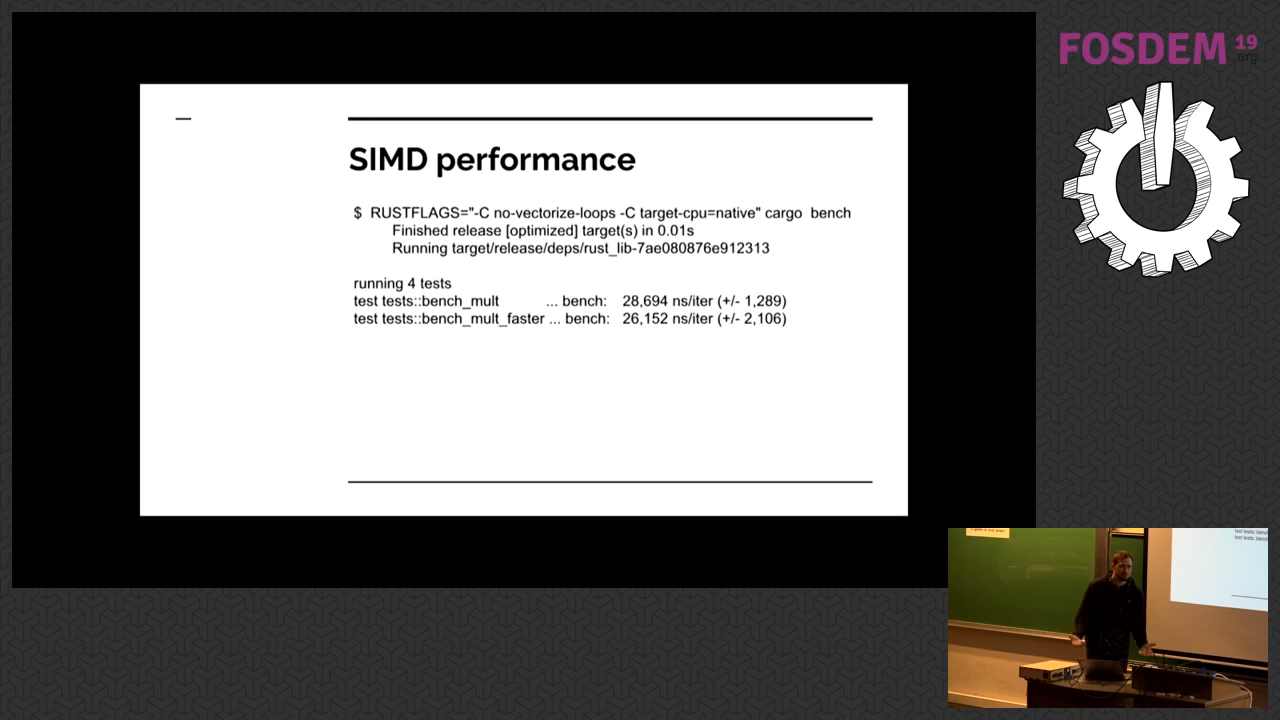 FOSDEM 19
.org
SIMD performance
$ RUSTFLAGS="-C no-vectorize-loops -C target-cpu=native" cargo bench
Finished release [optimized] target(s) in 0.01s
Running target/release/deps/rust_lib-7ae080876e912313
running 4 tests
test tests::bench_mult ... bench: 28,694 ns/iter (+/- 1,289)
test tests::bench_mult_faster ... bench: 26,152 ns/iter (+/- 2,106)